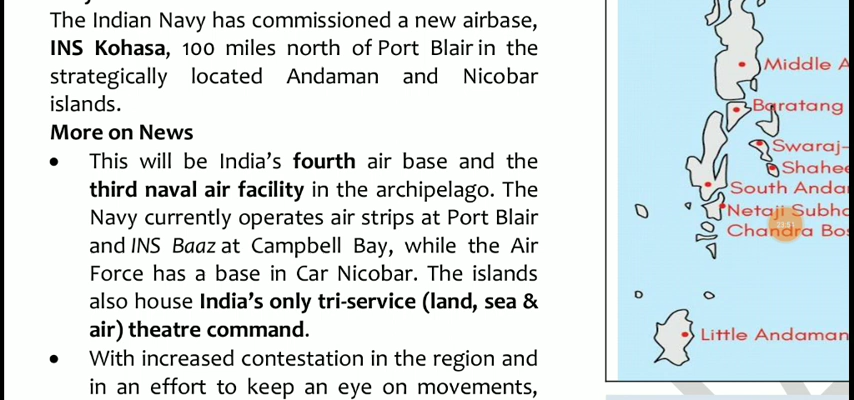 The Indian Navy has commissioned a new airbase,
INS Kohasa, 100 miles north of Port Blair in the
strategically located Andaman and Nicobar
islands.
More on News
• This will be India's fourth air base and the
third naval air facility in the archipelago. The
Navy currently operates air strips at Port Blair
and INS Baaz at Campbell Bay, while the Air
Force has a base in Car Nicobar. The islands
also house India's only tri-service (land, sea &
air) theatre command.
• With increased contestation in the region and
in an effort to keep an eye on movements,
Middle A
Baratang
Swaraj-
Shahee
South Anda
Netaji Subha
Chandra Bos
Little Andaman